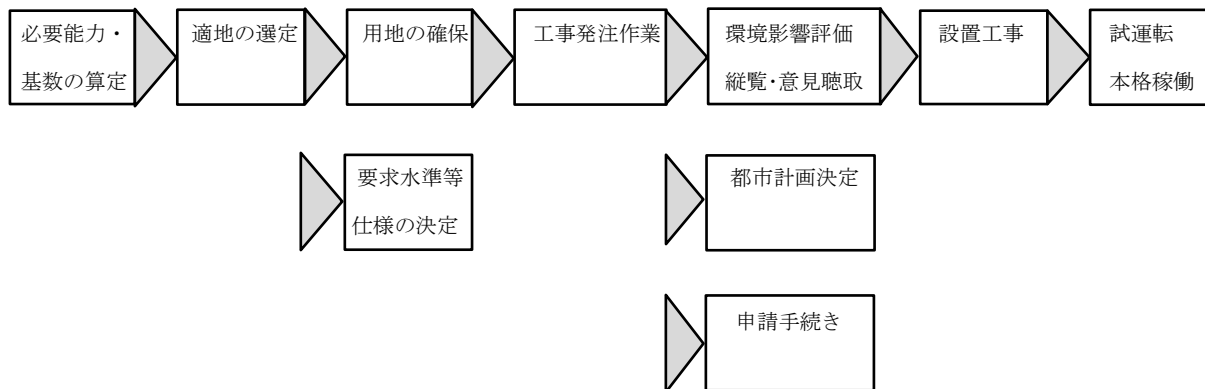 必要能力・
基数の算定
適地の選定
用地の確保
工事発注作業
環境影響評価
縦覧・意見聴取
設置工事
試運転
本格稼働
要求水準等
仕様の決定
都市計画決定
申請手続き